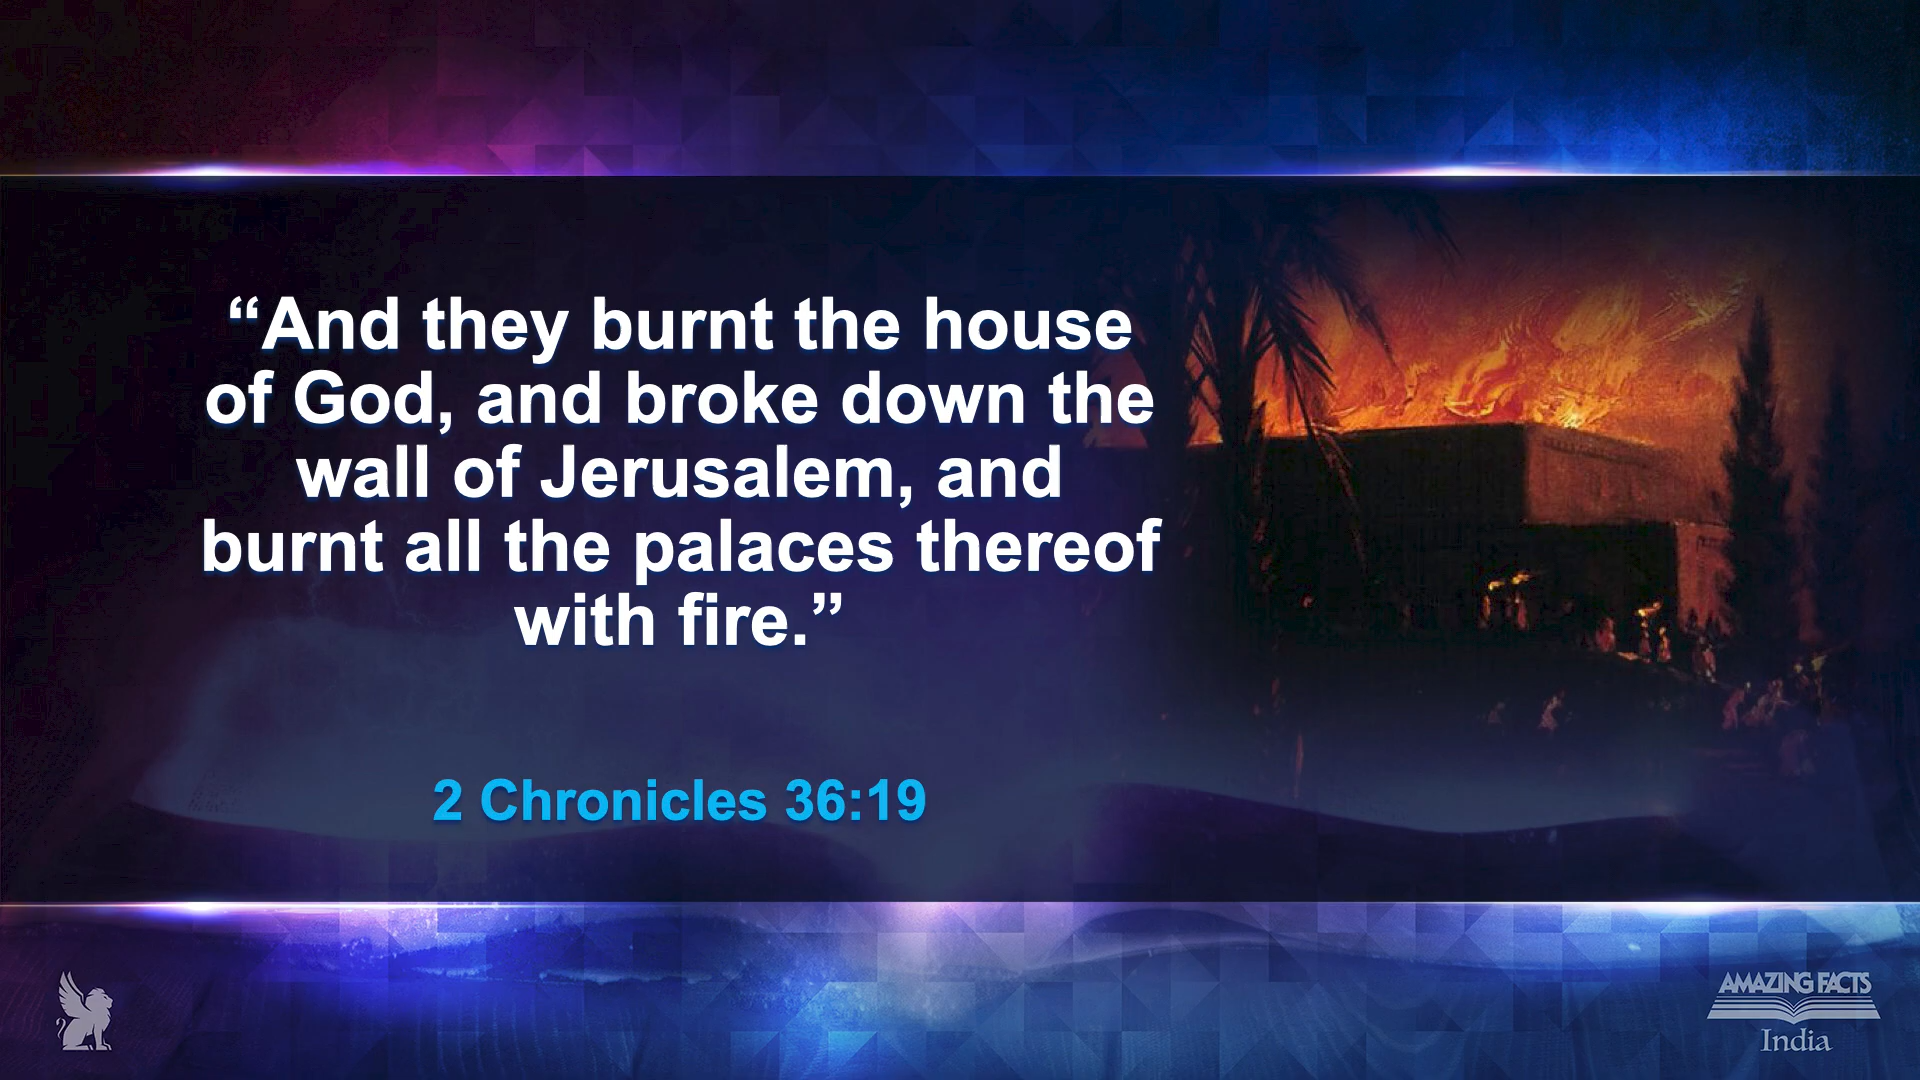 “And they burnt the house
of God, and broke down the
wall of Jerusalem, and
burnt all the palaces thereof
with fire.”
2 Chronicles 36:19
AMAZING FACTS
India